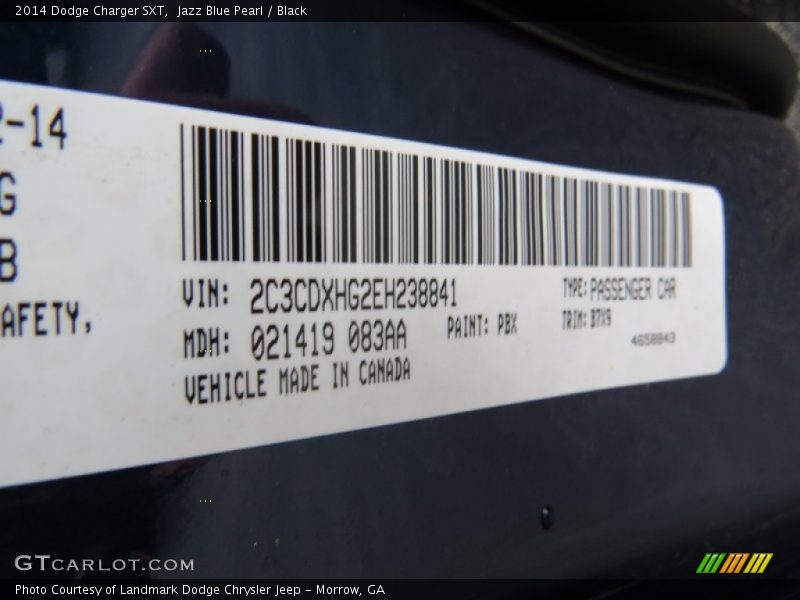 2014 Dodge Charger SXT, Jazz Blue Pearl / Black
-14
G
B
AFETY,
VIN: 2C3CDXHG2EH238841
TYPE: PASSENGER CAR
MDH: 021419 083AA
PAINT: PBX
TRIM: B7X9
4658843
VEHICLE MADE IN CANADA
GTCARLOT.COM
Photo Courtesy of Landmark Dodge Chrysler Jeep - Morrow, GA